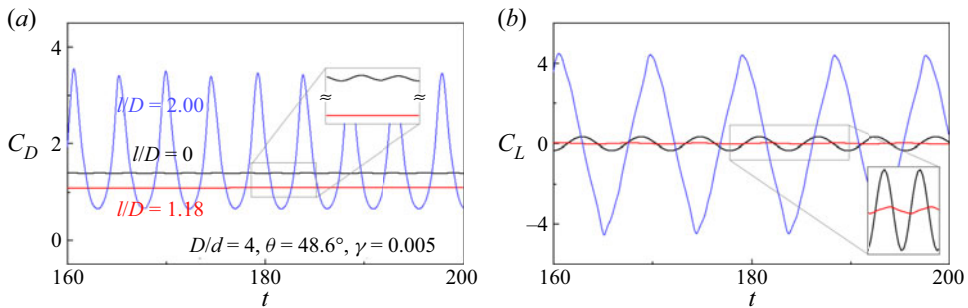 (a)
4
l/D = 2.00
≈ ≈
C_D 2
l/D = 0
l/D = 1.18
0
D/d = 4, θ = 48.6°, γ = 0.005
160 180 200
t
(b)
4
C_L 0
−4
160 180 200
t